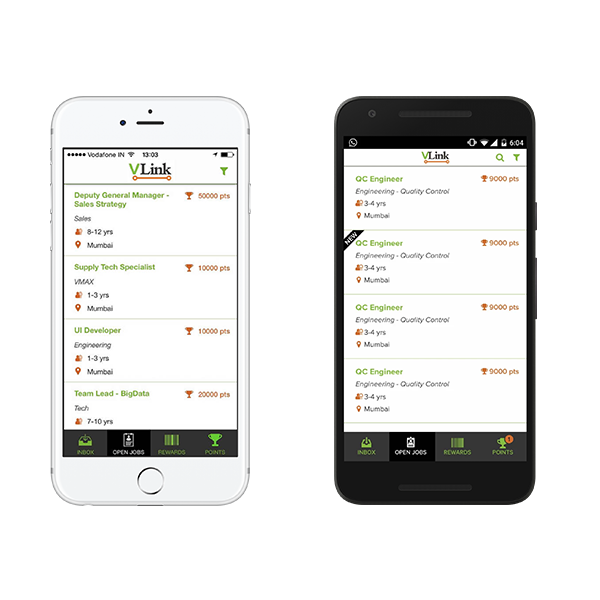 Vodafone IN 13:03
VLink
Deputy General Manager -
Sales Strategy
50000 pts
Sales
8-12 yrs
Mumbai
Supply Tech Specialist
10000 pts
VMAX
1-3 yrs
Mumbai
UI Developer
10000 pts
Engineering
1-3 yrs
Mumbai
Team Lead - BigData
20000 pts
Tech
7-10 yrs
INBOX
OPEN JOBS
REWARDS
POINTS
6:04
VLink
QC Engineer
9000 pts
Engineering - Quality Control
3-4 yrs
Mumbai
NEW
QC Engineer
9000 pts
Engineering - Quality Control
3-4 yrs
Mumbai
QC Engineer
9000 pts
Engineering - Quality Control
3-4 yrs
Mumbai
QC Engineer
9000 pts
Engineering - Quality Control
3-4 yrs
Mumbai
INBOX
OPEN JOBS
REWARDS
1
POINTS